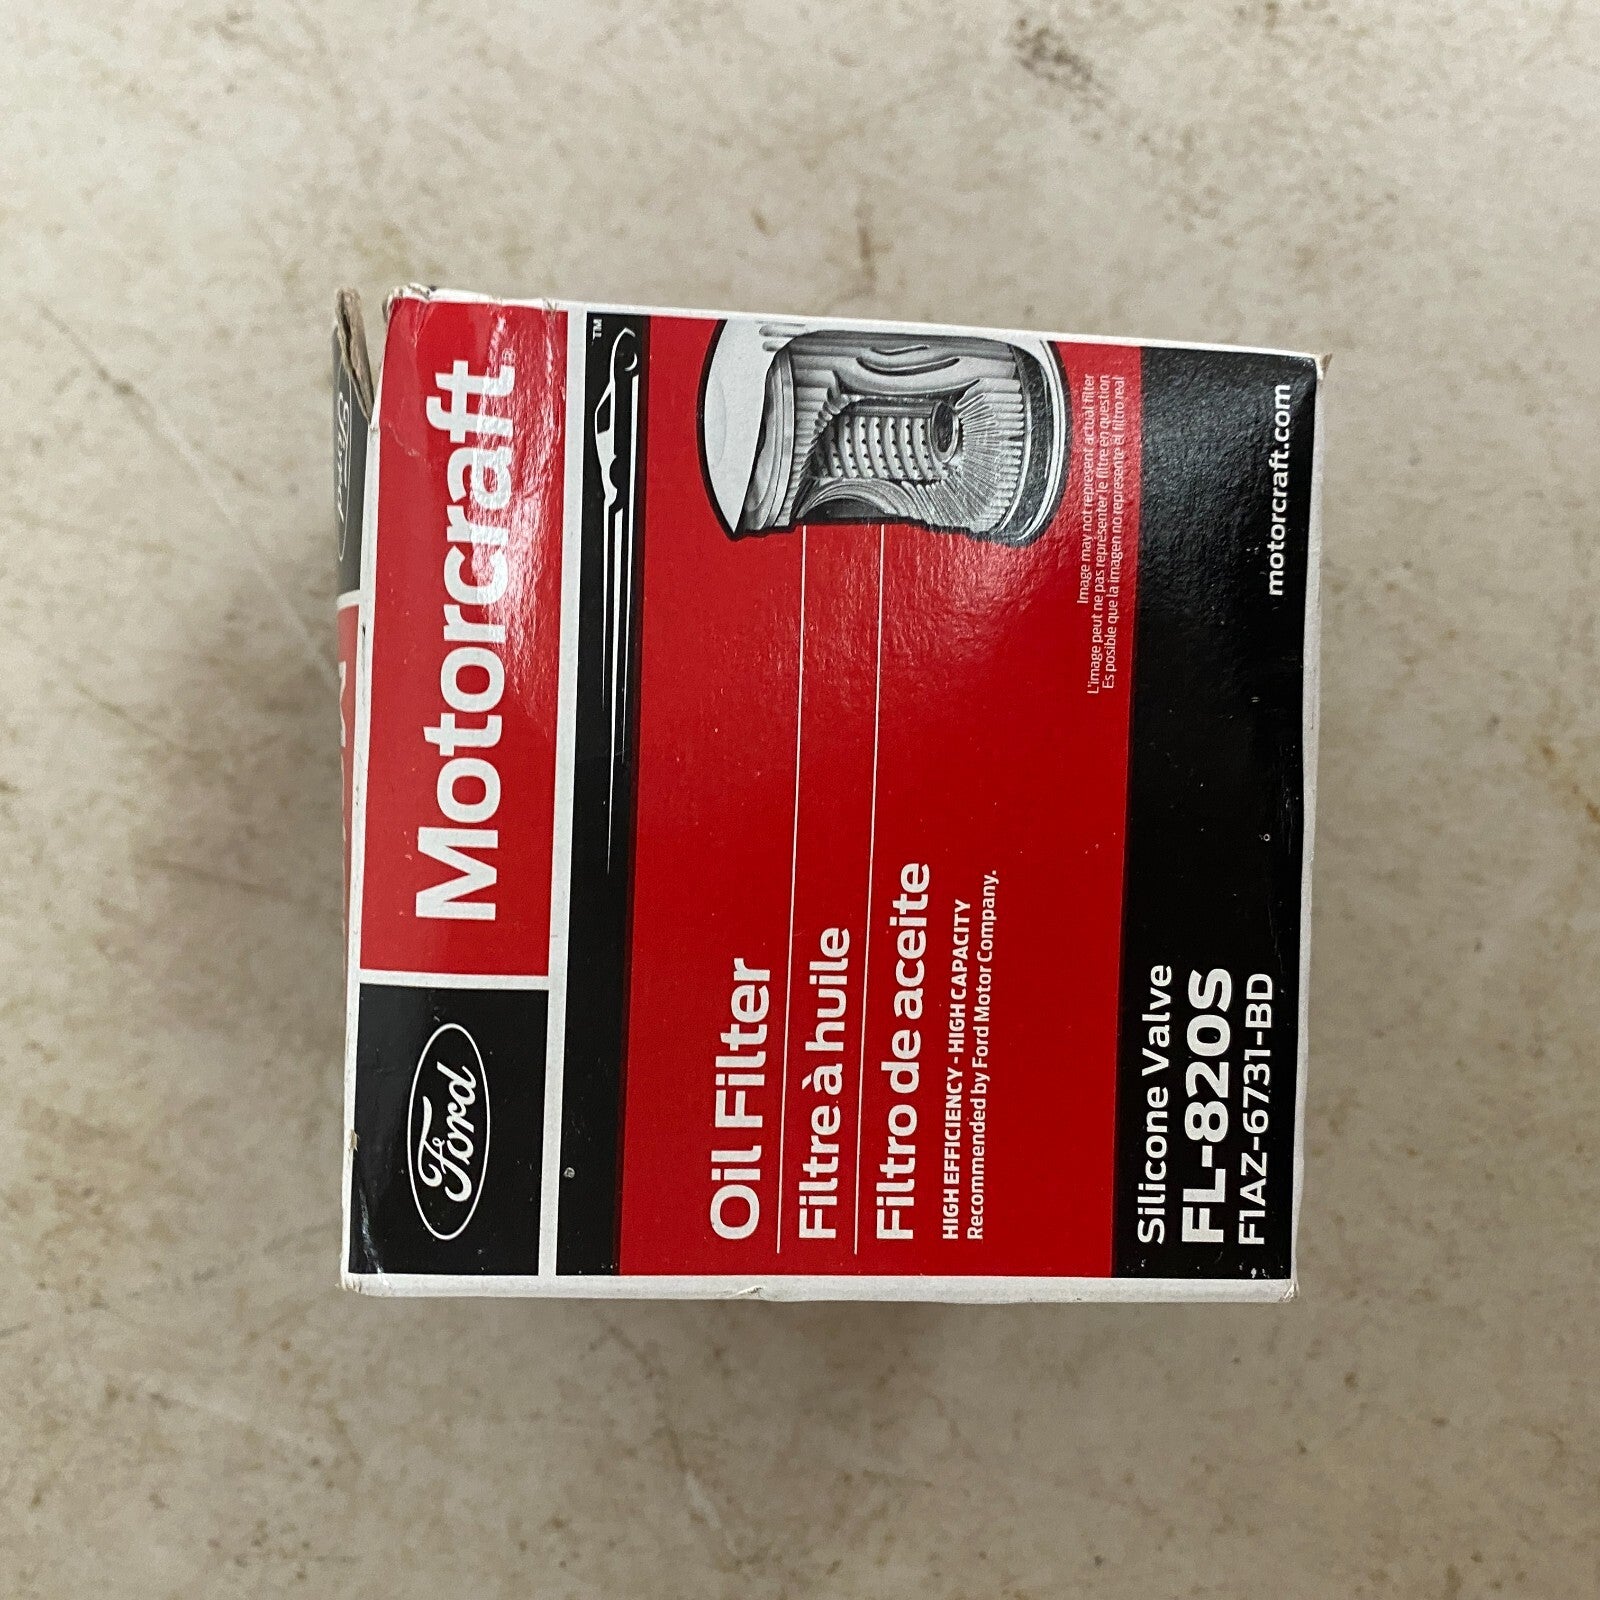 Ford
Motorcraft®
™
Oil Filter
Filtre à huile
Filtro de aceite
HIGH EFFICIENCY - HIGH CAPACITY
Recommended by Ford Motor Company.
Image may not represent actual filter
L'image peut ne pas représenter le filtre en question
Es posible que la imagen no represente el filtro real
Silicone Valve
FL-820S
F1AZ-6731-BD
motorcraft.com